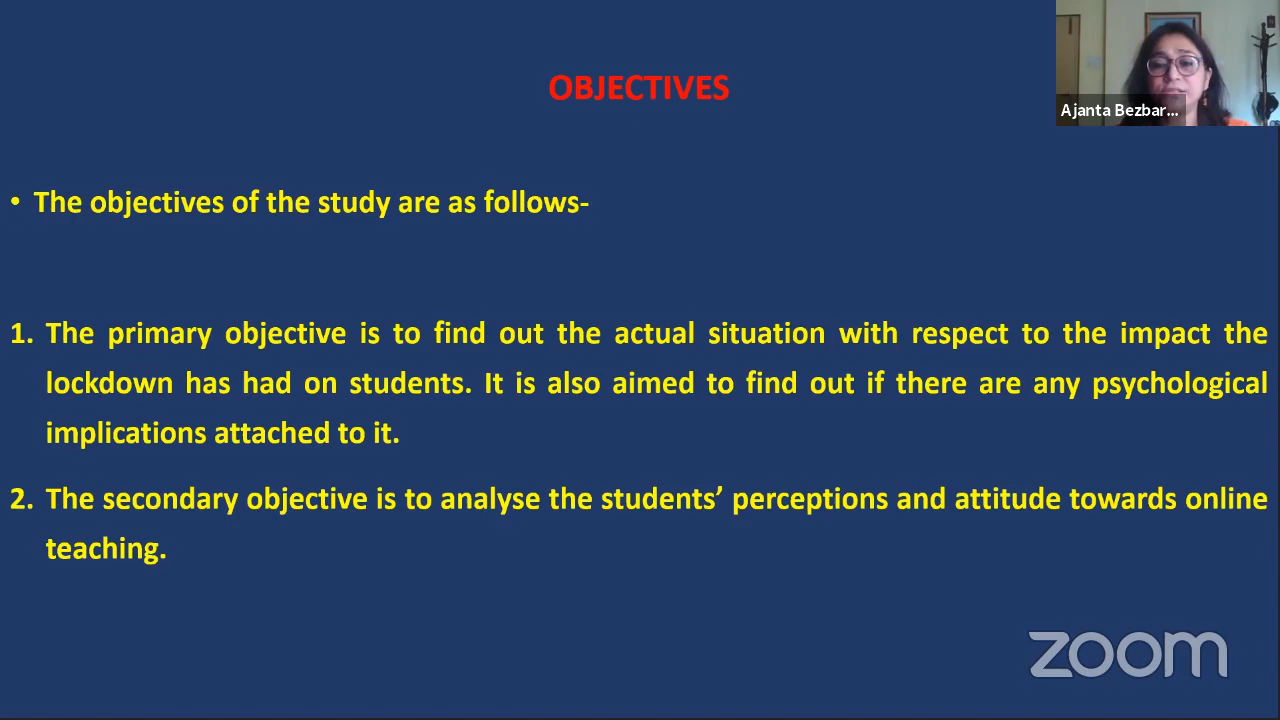 OBJECTIVES
Ajanta Bezbar...
• The objectives of the study are as follows-
1. The primary objective is to find out the actual situation with respect to the impact the
lockdown has had on students. It is also aimed to find out if there are any psychological
implications attached to it.
2. The secondary objective is to analyse the students’ perceptions and attitude towards online
teaching.
zoom